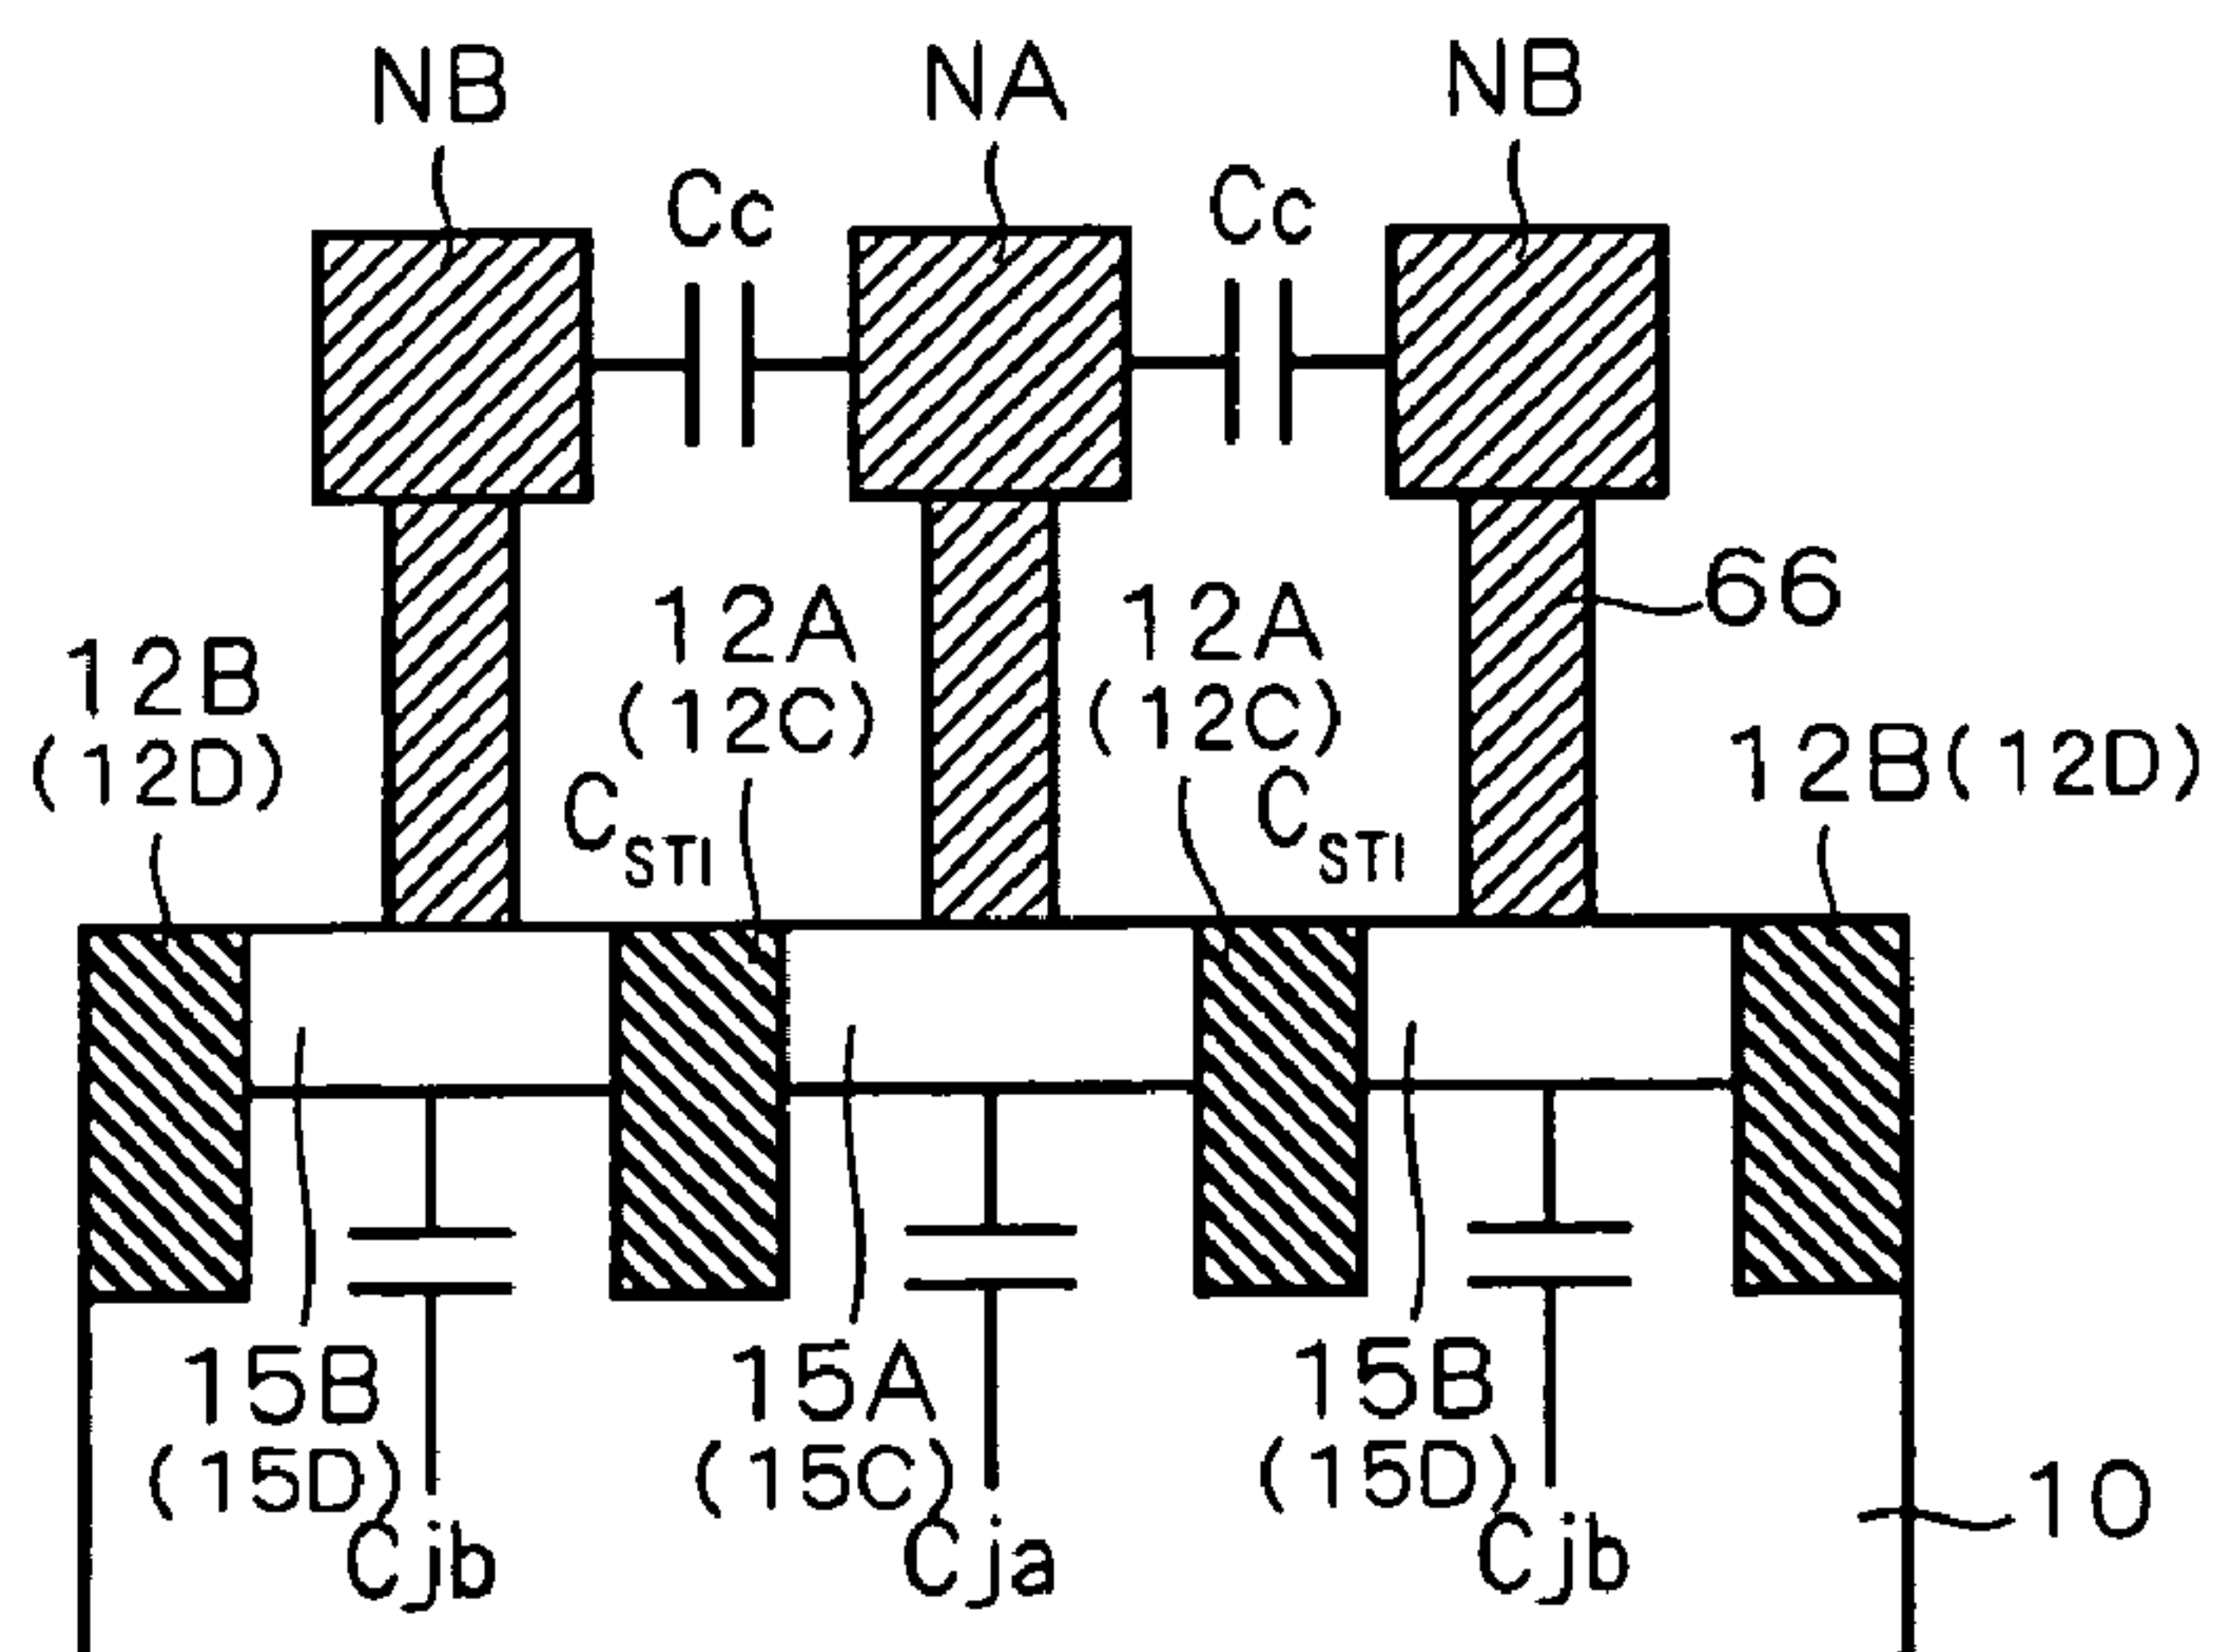 NB NA NB
Cc Cc
66
12A 12A
12B (12C) (12C)
(12D) 12B(12D)
CSTI CSTI
15B 15A 15B
(15D) (15C) (15D)
10
Cjb Cja Cjb